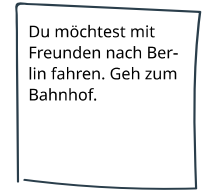 Du möchtest mit
Freunden nach Ber-
lin fahren. Geh zum
Bahnhof.